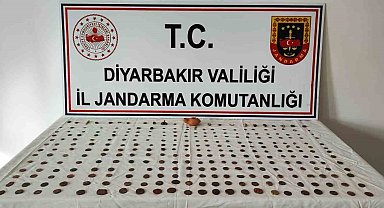 T.C.
DİYARBAKIR VALİLİĞİ
İL JANDARMA KOMUTANLIĞI